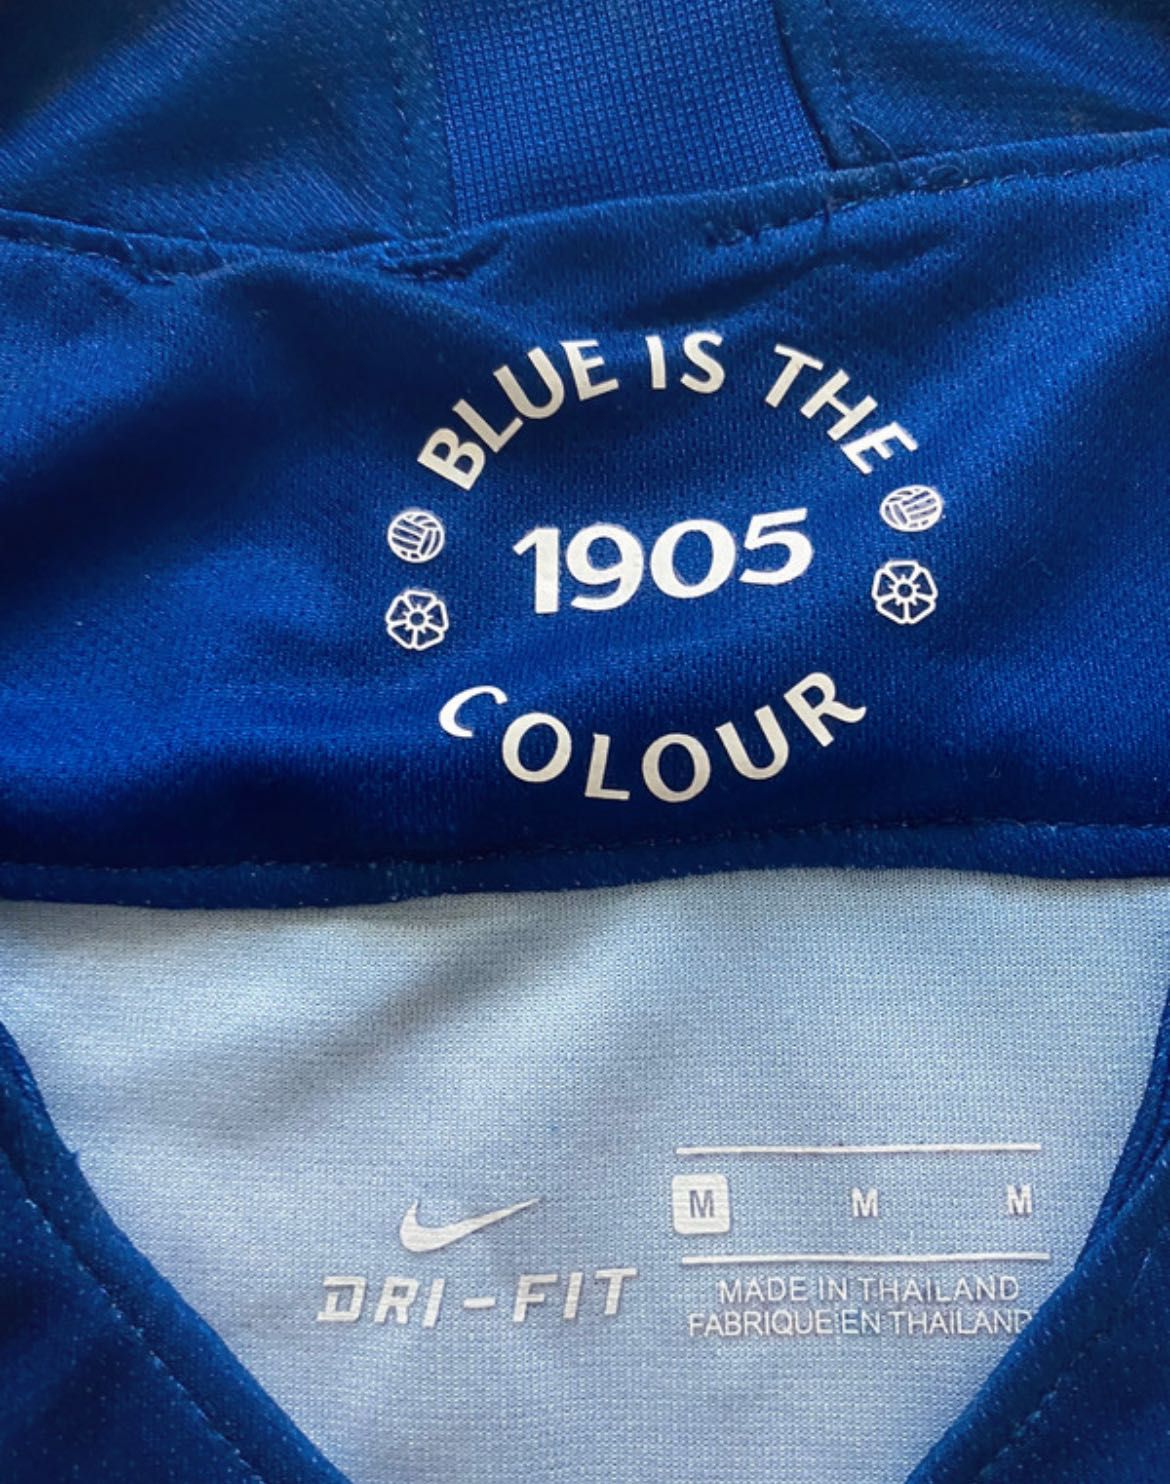 BLUE IS THE
1905
COLOUR
M M M
DRI-FIT
MADE IN THAILAND
FABRIQUE EN THAILAND